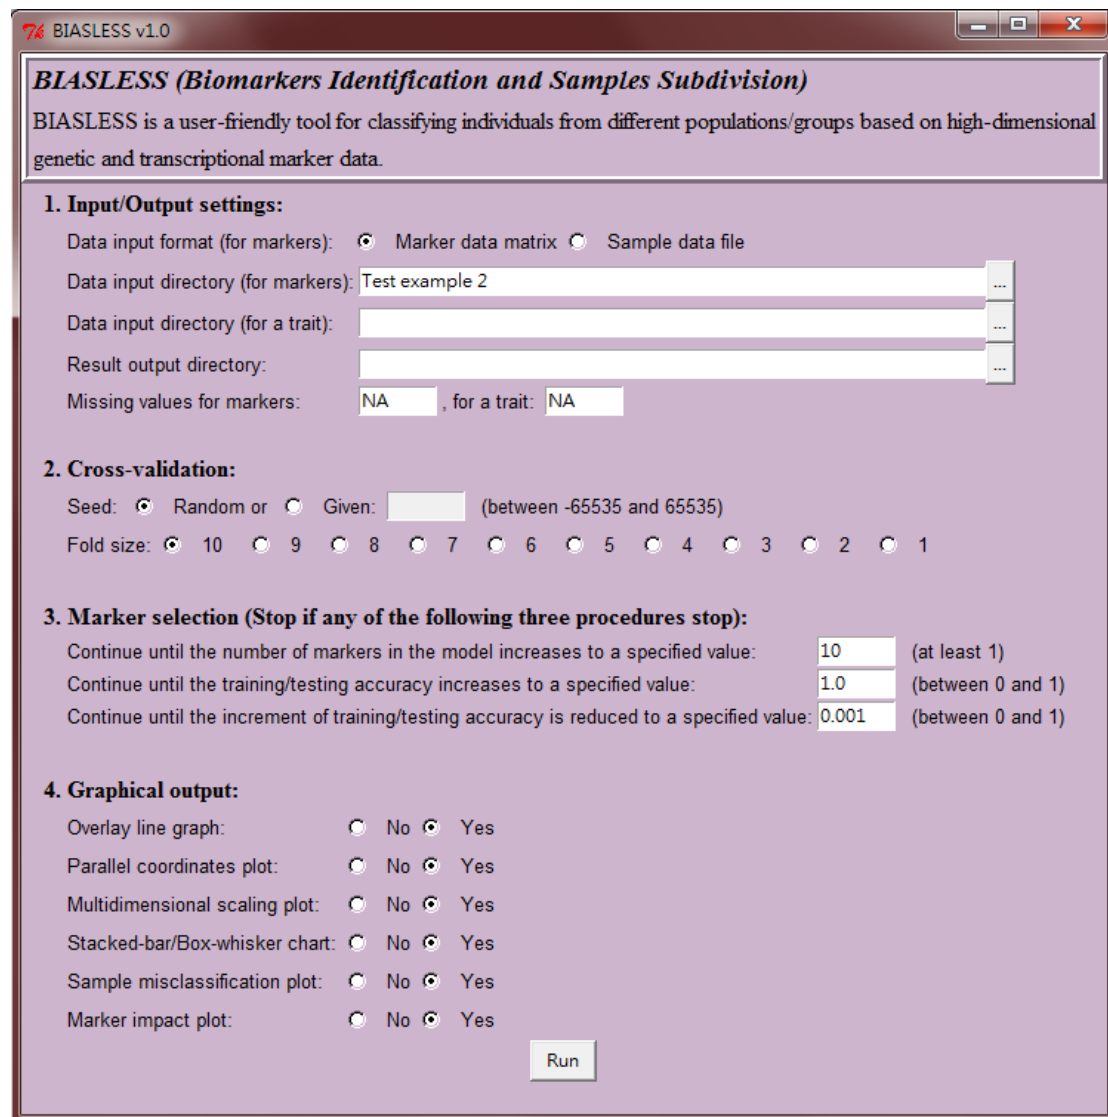 BIASLESS v1.0
BIASLESS (Biomarkers Identification and Samples Subdivision)
BIASLESS is a user-friendly tool for classifying individuals from different populations/groups based on high-dimensional
genetic and transcriptional marker data.
1. Input/Output settings:
Data input format (for markers): Marker data matrix Sample data file
Data input directory (for markers): Test example 2 ...
Data input directory (for a trait): ...
Result output directory: ...
Missing values for markers: NA , for a trait: NA
2. Cross-validation:
Seed: Random or Given: (between -65535 and 65535)
Fold size: 10 9 8 7 6 5 4 3 2 1
3. Marker selection (Stop if any of the following three procedures stop):
Continue until the number of markers in the model increases to a specified value: 10 (at least 1)
Continue until the training/testing accuracy increases to a specified value: 1.0 (between 0 and 1)
Continue until the increment of training/testing accuracy is reduced to a specified value: 0.001 (between 0 and 1)
4. Graphical output:
Overlay line graph: No Yes
Parallel coordinates plot: No Yes
Multidimensional scaling plot: No Yes
Stacked-bar/Box-whisker chart: No Yes
Sample misclassification plot: No Yes
Marker impact plot: No Yes
Run